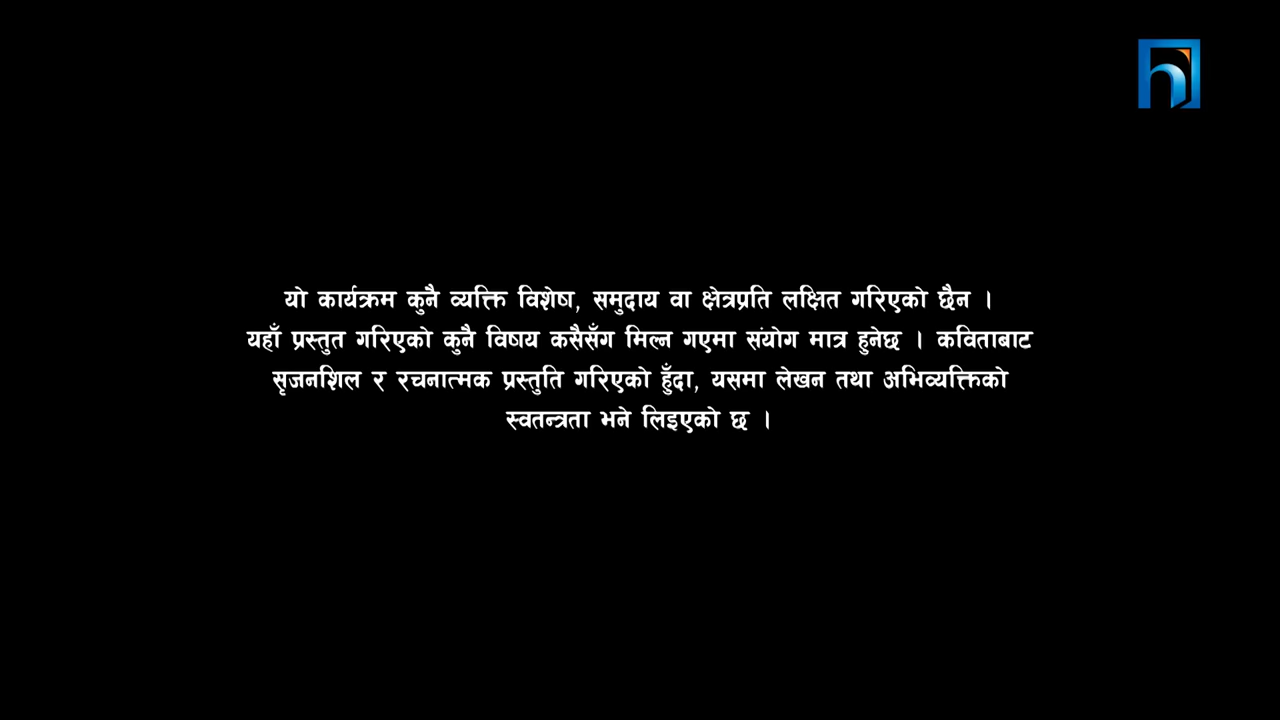 यो कार्यक्रम कुनै व्यक्ति विशेष, समुदाय वा क्षेत्रप्रति लक्षित गरिएको छैन ।
यहाँ प्रस्तुत गरिएको कुनै विषय कसैसँग मिल्न गएमा संयोग मात्र हुनेछ । कविताबाट
सृजनशिल र रचनात्मक प्रस्तुति गरिएको हुँदा, यसमा लेखन तथा अभिव्यक्तिको
स्वतन्त्रता भने लिइएको छ ।